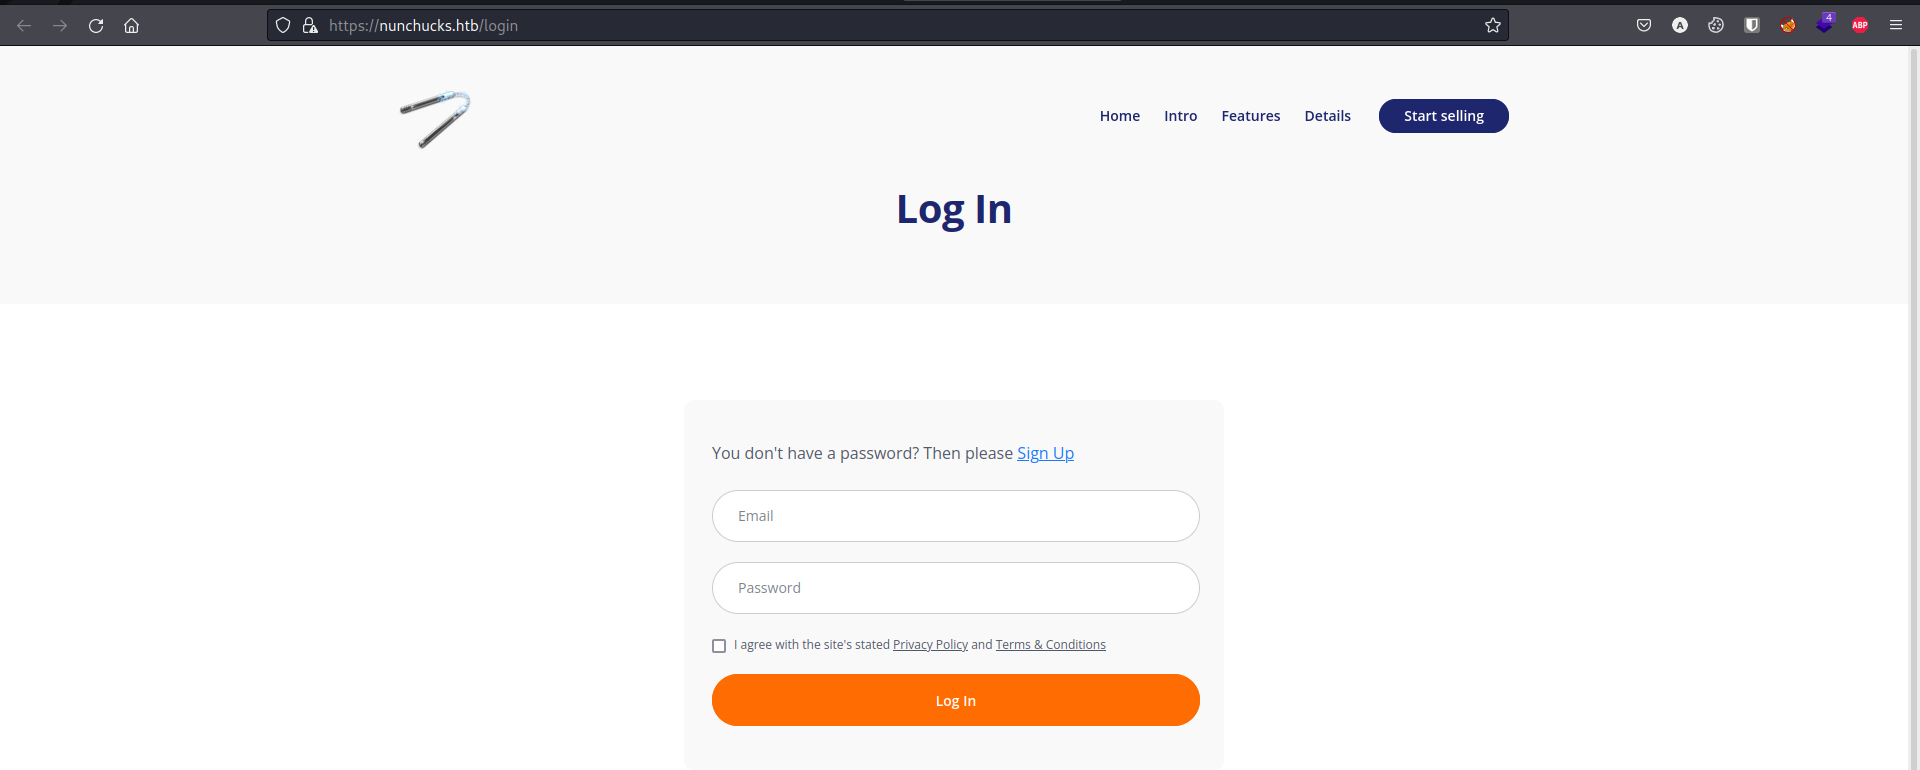 https://nunchucks.htb/login
4
A
ABP
Home Intro Features Details Start selling
Log In
You don't have a password? Then please Sign Up
Email
Password
I agree with the site's stated Privacy Policy and Terms & Conditions
Log In